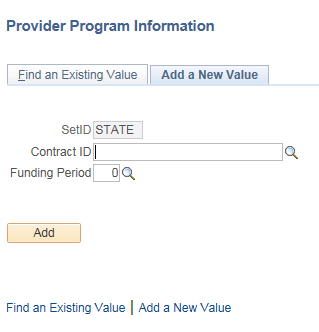 Provider Program Information
Find an Existing Value Add a New Value
SetID STATE
Contract ID
Funding Period 0
Add
Find an Existing Value | Add a New Value